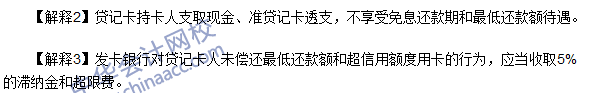 【解释2】贷记卡持卡人支取现金、准贷记卡透支，不享受免息还款期和最低还款额待遇。
【解释3】发卡银行对贷记卡人未偿还最低还款额和超信用额度用卡的行为，应当收取5%
的滞纳金和超限费。